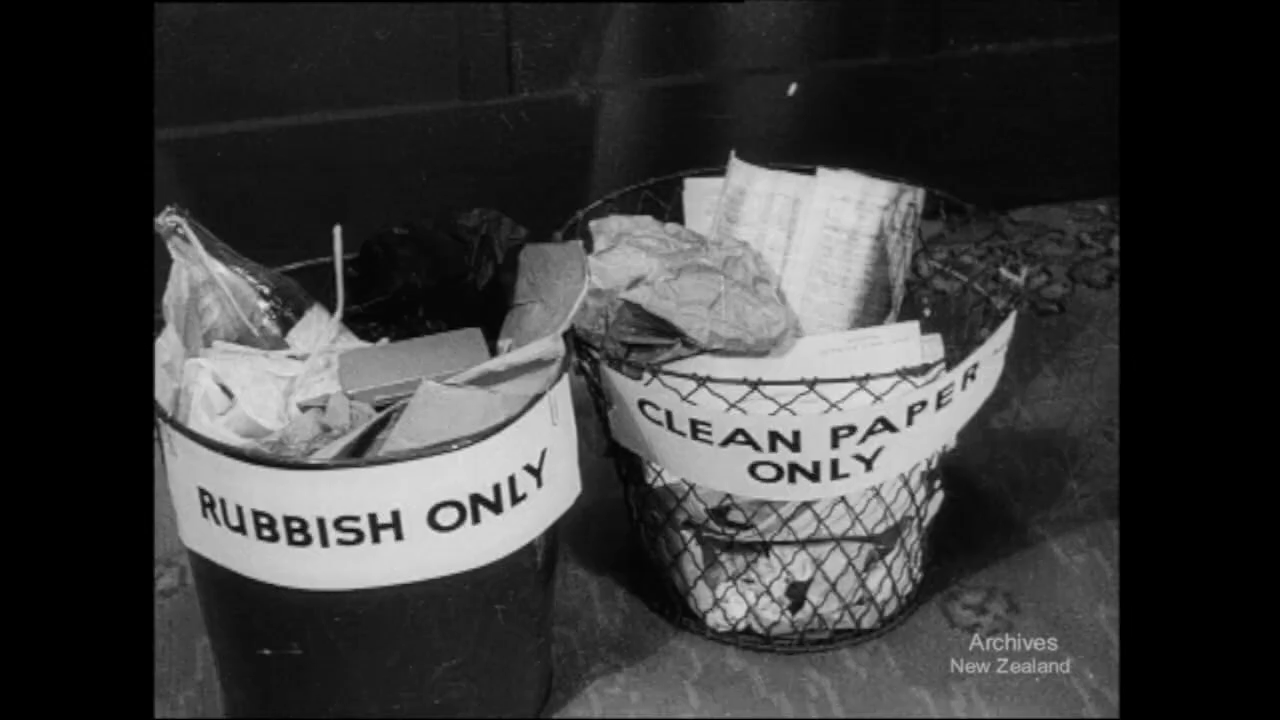 RUBBISH ONLY
CLEAN PAPER
ONLY
Archives
New Zealand